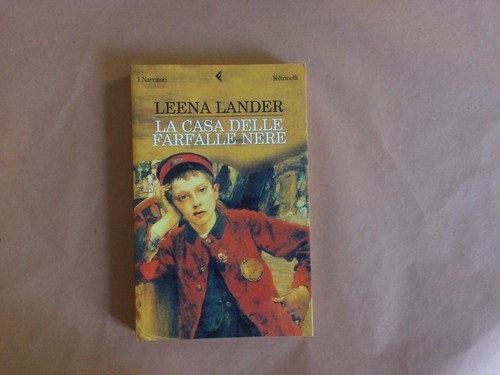 I Narratori
Feltrinelli
LEENA LANDER
LA CASA DELLE
FARFALLE NERE